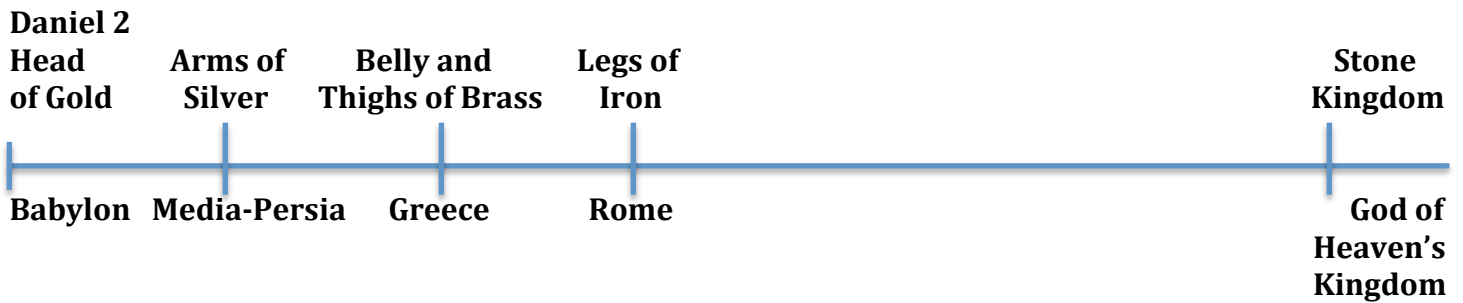 Daniel 2
Head
of Gold
Arms of
Silver
Belly and
Thighs of Brass
Legs of
Iron
Stone
Kingdom
Babylon
Media-Persia
Greece
Rome
God of
Heaven’s
Kingdom